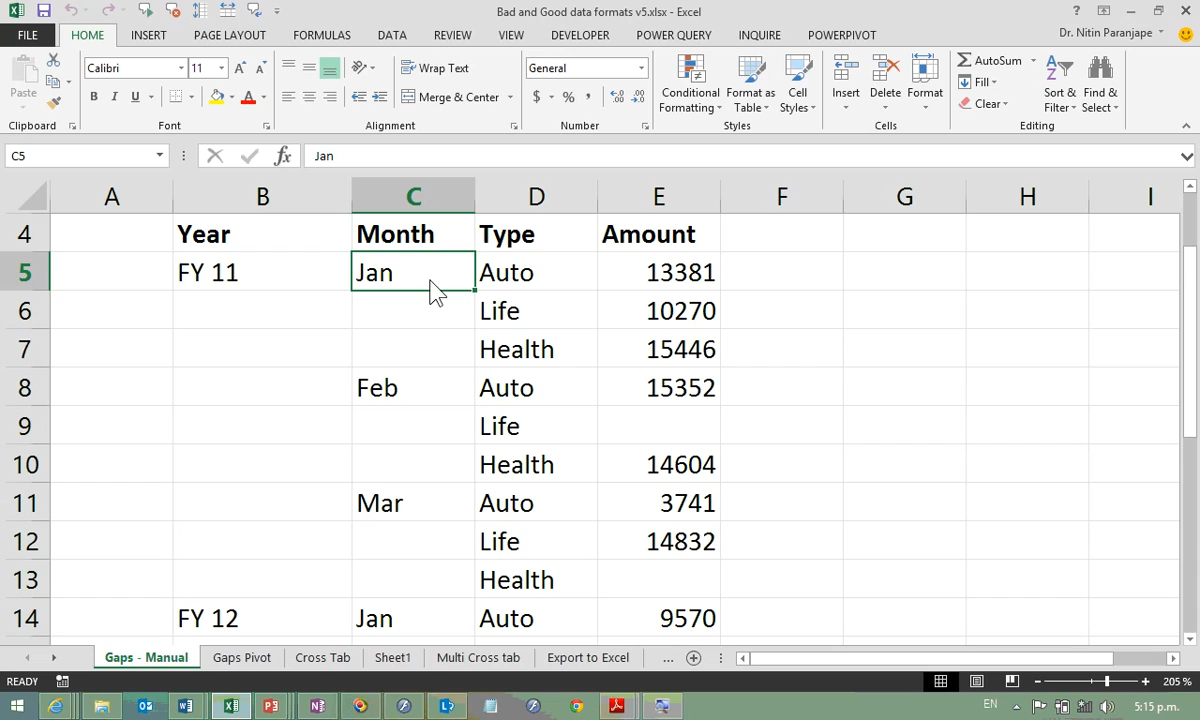 Bad and Good data formats v5.xlsx - Excel
?
FILE HOME INSERT PAGE LAYOUT FORMULAS DATA REVIEW VIEW DEVELOPER POWER QUERY INQUIRE POWERPIVOT Dr. Nitin Paranjape
Paste
Calibri 11
B I U
Wrap Text
Merge & Center
General
$ % ,
Conditional Formatting
Format as Table
Cell Styles
Insert
Delete
Format
AutoSum
Fill
Clear
Sort & Filter
Find & Select
Clipboard Font Alignment Number Styles Cells Editing
C5 fx Jan
A B C D E F G H I
4 Year Month Type Amount
5 FY 11 Jan Auto 13381
6 Life 10270
7 Health 15446
8 Feb Auto 15352
9 Life
10 Health 14604
11 Mar Auto 3741
12 Life 14832
13 Health
14 FY 12 Jan Auto 9570
Gaps - Manual Gaps Pivot Cross Tab Sheet1 Multi Cross tab Export to Excel ...
READY 205 %
EN 5:15 p.m.